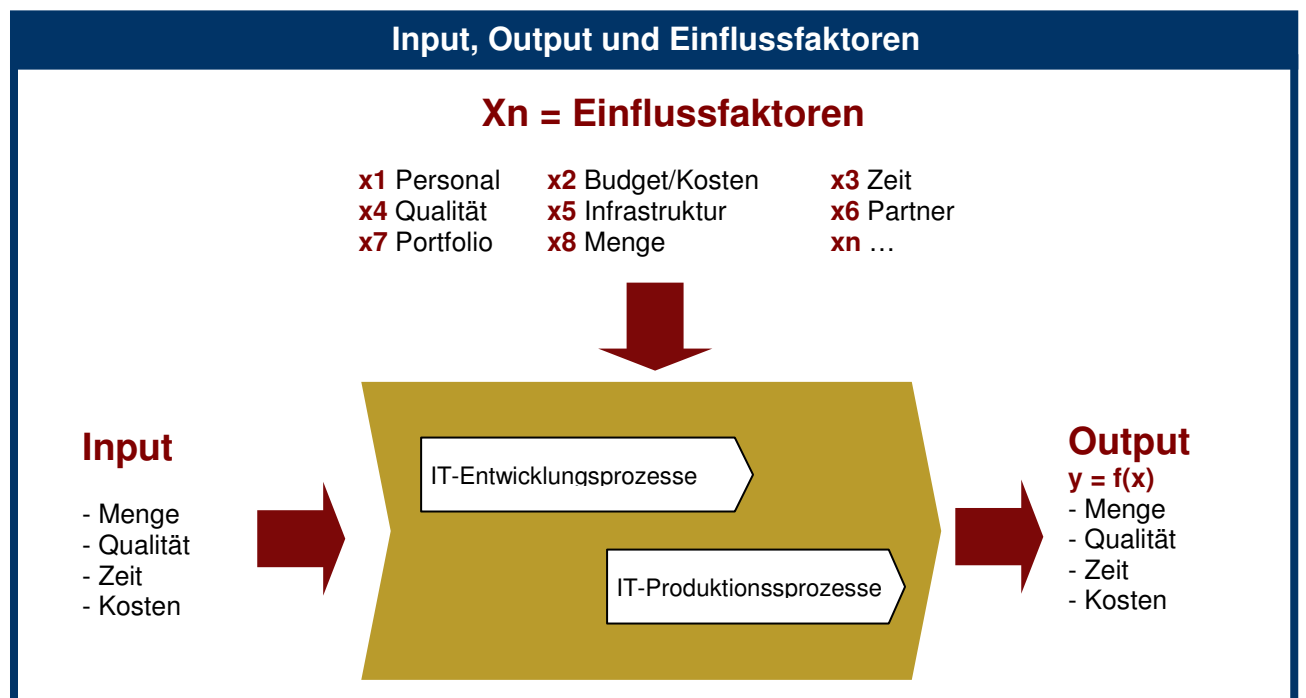 Input, Output und Einflussfaktoren
Xn = Einflussfaktoren
x1 Personal x2 Budget/Kosten x3 Zeit
x4 Qualität x5 Infrastruktur x6 Partner
x7 Portfolio x8 Menge xn …
Input
- Menge
- Qualität
- Zeit
- Kosten
IT-Entwicklungsprozesse
IT-Produktionssprozesse
Output
y = f(x)
- Menge
- Qualität
- Zeit
- Kosten